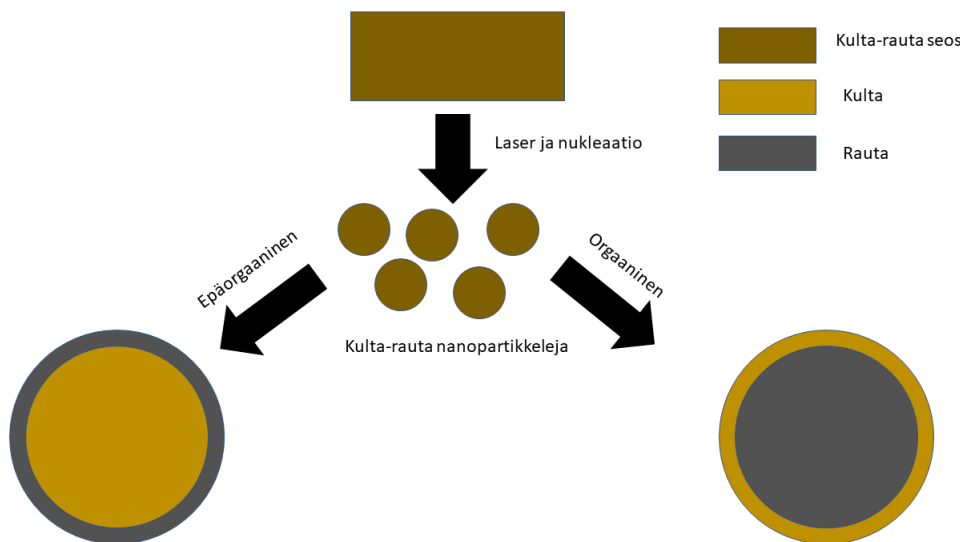 Kulta-rauta seos
Kulta
Rauta
Laser ja nukleaatio
Epäorgaaninen
Orgaaninen
Kulta-rauta nanopartikkeleja